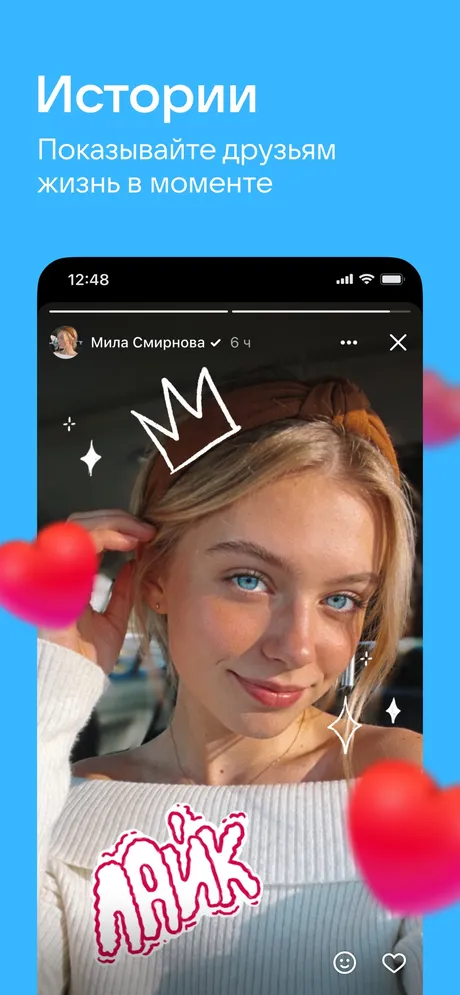 Истории
Показывайте друзьям
жизнь в моменте
12:48
Мила Смирнова 6 ч
ЛАЙК